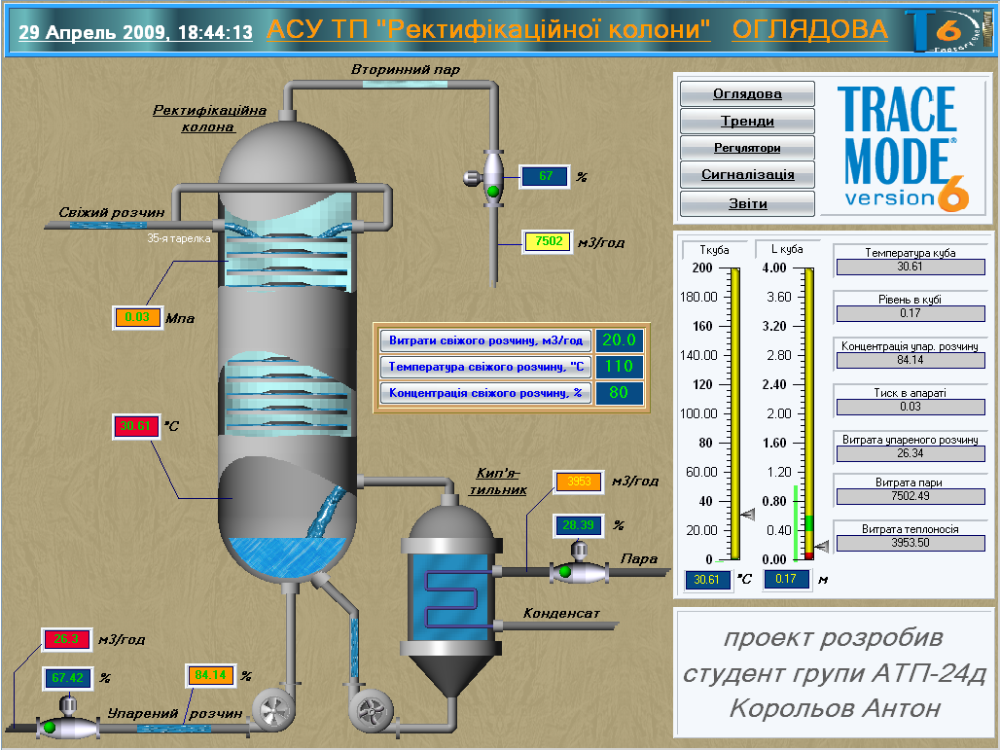 29 Апрель 2009, 18:44:13 АСУ ТП "Ректифікаційної колони" ОГЛЯДОВА
T 6
Вторинний пар
Ректифікаційна
колона
67 %
7502 м3/год
Свіжий розчин
35-я тарелка
0.03 Мпа
Витрати свіжого розчину, м3/год 20.0
Температура свіжого розчину, "C 110
Концентрація свіжого розчину, % 80
30.61 "C
Кип'я-
тильник
3953 м3/год
28.39 %
Пара
Конденсат
26.3 м3/год
67.42 %
84.14 %
Упарений розчин
Оглядова
Тренди
Регулятори
Сигналізація
Звіти
TRACE
MODE®
version 6
Tкуба
200
180.00
160
140.00
120
100.00
80
60.00
40
20.00
0
30.61 "C
L куба
4.00
3.60
3.20
2.80
2.40
2.00
1.60
1.20
0.80
0.40
0.00
0.17 м
Температура куба
30.61
Рівень в кубі
0.17
Концентрація упар. розчину
84.14
Тиск в апараті
0.03
Витрата упареного розчину
26.34
Витрата пари
7502.49
Витрата теплоносія
3953.50
проект розробив
студент групи АТП-24д
Корольов Антон